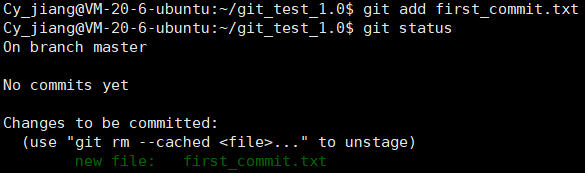 Cy_jiang@VM-20-6-ubuntu:~/git_test_1.0$ git add first_commit.txt
Cy_jiang@VM-20-6-ubuntu:~/git_test_1.0$ git status
On branch master
No commits yet
Changes to be committed:
  (use "git rm --cached <file>..." to unstage)
        new file:   first_commit.txt